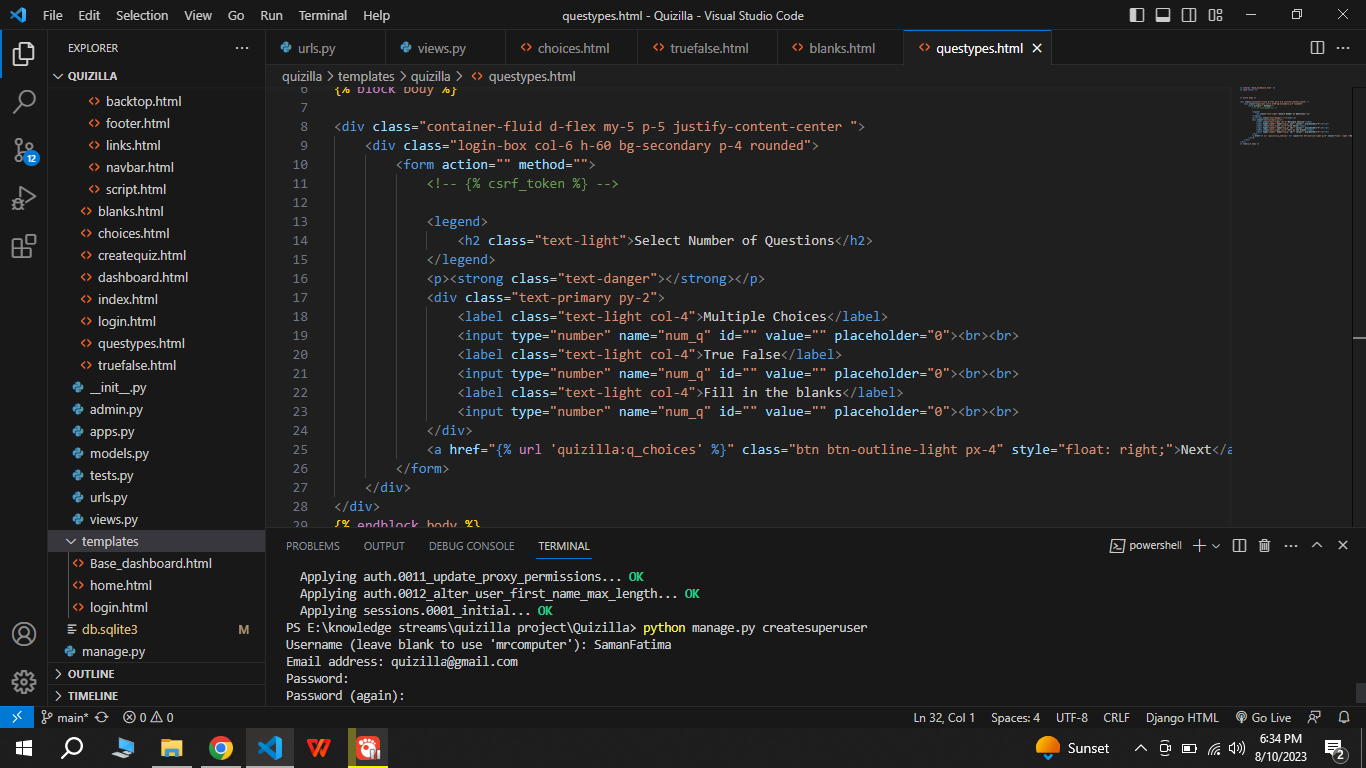 File Edit Selection View Go Run Terminal Help questypes.html - Quizilla - Visual Studio Code
EXPLORER ...
urls.py views.py choices.html truefalse.html blanks.html questypes.html
QUIZILLA
quizilla > templates > quizilla > questypes.html
backtop.html
footer.html
links.html
navbar.html
script.html
blanks.html
choices.html
createquiz.html
dashboard.html
index.html
login.html
questypes.html
truefalse.html
__init__.py
admin.py
apps.py
models.py
tests.py
urls.py
views.py
templates
Base_dashboard.html
home.html
login.html
db.sqlite3 M
manage.py
OUTLINE
TIMELINE
12
6 {% block body %}
7
8 <div class="container-fluid d-flex my-5 p-5 justify-content-center ">
9 <div class="login-box col-6 h-60 bg-secondary p-4 rounded">
10 <form action="" method="">
11 <!-- {% csrf_token %} -->
12
13 <legend>
14 <h2 class="text-light">Select Number of Questions</h2>
15 </legend>
16 <p><strong class="text-danger"></strong></p>
17 <div class="text-primary py-2">
18 <label class="text-light col-4">Multiple Choices</label>
19 <input type="number" name="num_q" id="" value="" placeholder="0"><br><br>
20 <label class="text-light col-4">True False</label>
21 <input type="number" name="num_q" id="" value="" placeholder="0"><br><br>
22 <label class="text-light col-4">Fill in the blanks</label>
23 <input type="number" name="num_q" id="" value="" placeholder="0"><br><br>
24 </div>
25 <a href="{% url 'quizilla:q_choices' %}" class="btn btn-outline-light px-4" style="float: right;">Next</a
26 </form>
27 </div>
28 </div>
29 {% endblock body %}
PROBLEMS OUTPUT DEBUG CONSOLE TERMINAL powershell
Applying auth.0011_update_proxy_permissions... OK
Applying auth.0012_alter_user_first_name_max_length... OK
Applying sessions.0001_initial... OK
PS E:\knowledge streams\quizilla project\Quizilla> python manage.py createsuperuser
Username (leave blank to use 'mrcomputer'): SamanFatima
Email address: quizilla@gmail.com
Password:
Password (again):
main* 0 0 Ln 32, Col 1 Spaces: 4 UTF-8 CRLF Django HTML Go Live
Sunset 6:34 PM
8/10/2023
2